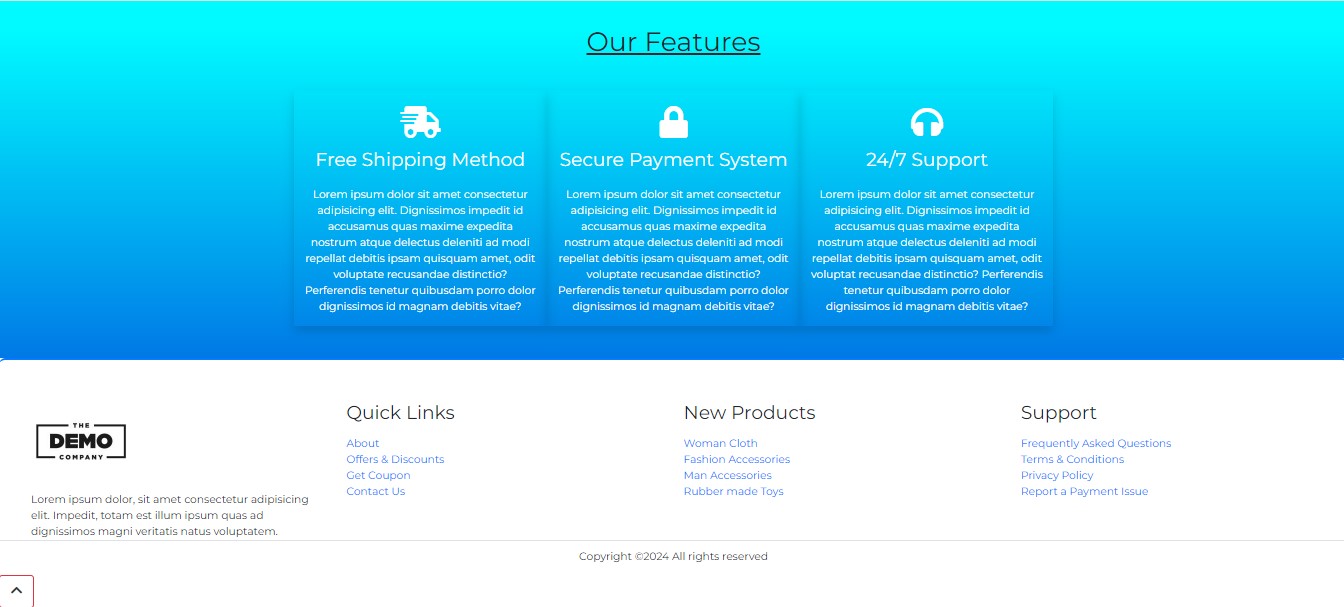 Our Features
Free Shipping Method
Lorem ipsum dolor sit amet consectetur
adipisicing elit. Dignissimos impedit id
accusamus quas maxime expedita
nostrum atque delectus deleniti ad modi
repellat debitis ipsam quisquam amet, odit
voluptate recusandae distinctio?
Perferendis tenetur quibusdam porro dolor
dignissimos id magnam debitis vitae?
Secure Payment System
Lorem ipsum dolor sit amet consectetur
adipisicing elit. Dignissimos impedit id
accusamus quas maxime expedita
nostrum atque delectus deleniti ad modi
repellat debitis ipsam quisquam amet, odit
voluptate recusandae distinctio?
Perferendis tenetur quibusdam porro dolor
dignissimos id magnam debitis vitae?
24/7 Support
Lorem ipsum dolor sit amet consectetur
adipisicing elit. Dignissimos impedit id
accusamus quas maxime expedita
nostrum atque delectus deleniti ad modi
repellat debitis ipsam quisquam amet, odit
voluptat recusandae distinctio? Perferendis
tenetur quibusdam porro dolor
dignissimos id magnam debitis vitae?
THE
DEMO
COMPANY
Lorem ipsum dolor, sit amet consectetur adipisicing
elit. Impedit, totam est illum ipsum quas ad
dignissimos magni veritatis natus voluptatem.
Quick Links
About
Offers & Discounts
Get Coupon
Contact Us
New Products
Woman Cloth
Fashion Accessories
Man Accessories
Rubber made Toys
Support
Frequently Asked Questions
Terms & Conditions
Privacy Policy
Report a Payment Issue
Copyright ©2024 All rights reserved